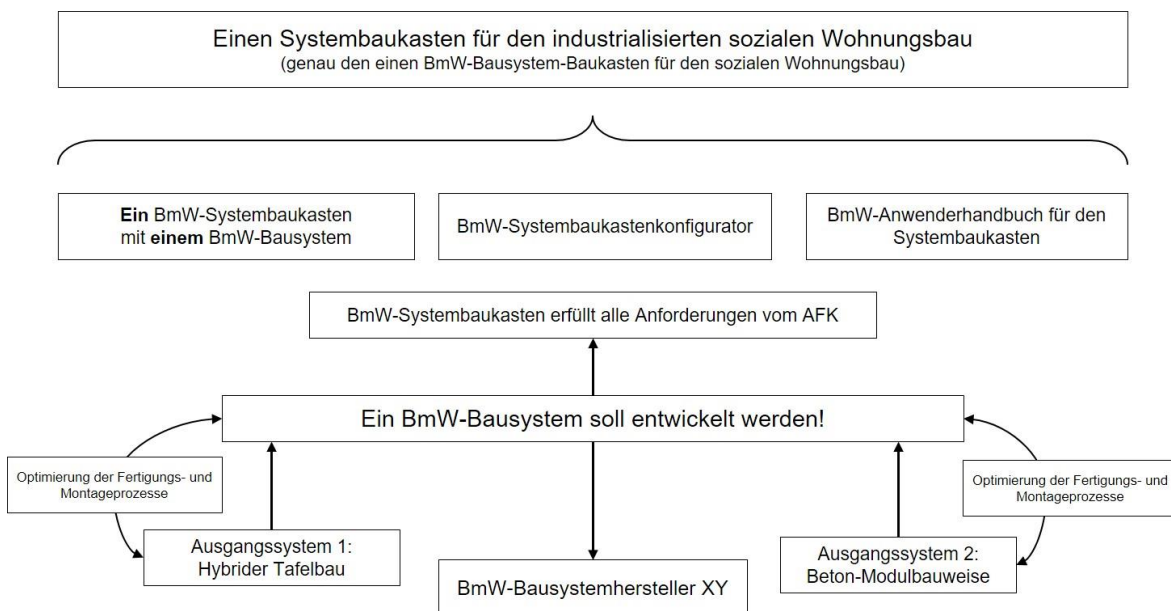 Einen Systembaukasten für den industrialisierten sozialen Wohnungsbau
(genau den einen BmW-Bausystem-Baukasten für den sozialen Wohnungsbau)
Ein BmW-Systembaukasten
mit einem BmW-Bausystem
BmW-Systembaukastenkonfigurator
BmW-Anwenderhandbuch für den
Systembaukasten
BmW-Systembaukasten erfüllt alle Anforderungen vom AFK
Ein BmW-Bausystem soll entwickelt werden!
Optimierung der Fertigungs- und
Montageprozesse
Optimierung der Fertigungs- und
Montageprozesse
Ausgangssystem 1:
Hybrider Tafelbau
BmW-Bausystemhersteller XY
Ausgangssystem 2:
Beton-Modulbauweise